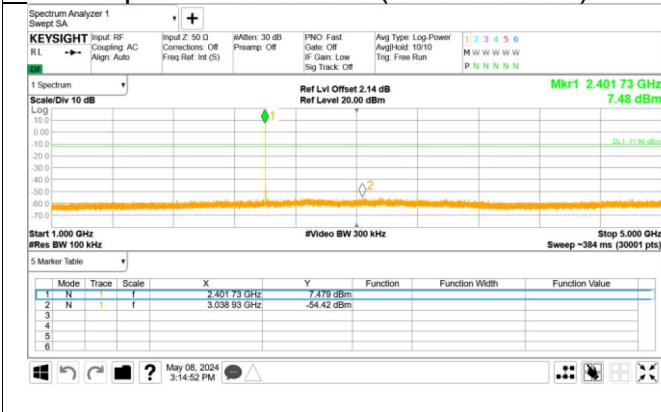 Spectrum Analyzer 1
Swept SA
+
KEYSIGHT Input: RF Input Z: 50 Ω #Atten: 30 dB PNO: Fast Avg Type: Log-Power 1 2 3 4 5 6
RL Coupling: AC Corrections: Off Preamp: Off Gate: Off Avg|Hold: 10/10 M W W W W W
Align: Auto Freq Ref: Int (S) IF Gain: Low Trig: Free Run
Sig Track: Off P N N N N N
1 Spectrum Ref Lvl Offset 2.14 dB Mkr1 2.401 73 GHz
Scale/Div 10 dB Ref Level 20.00 dBm 7.48 dBm
Log
10.0
0.00
-10.0
DL1 -11.96 dBm
-20.0
-30.0
-40.0
-50.0
-60.0
-70.0
1
2
Start 1.000 GHz #Video BW 300 kHz Stop 5.000 GHz
#Res BW 100 kHz Sweep ~384 ms (30001 pts)
5 Marker Table
Mode Trace Scale X Y Function Function Width Function Value
1 N 1 f 2.401 73 GHz 7.479 dBm
2 N 1 f 3.038 93 GHz -54.42 dBm
3
4
5
6
? May 08, 2024
3:14:52 PM